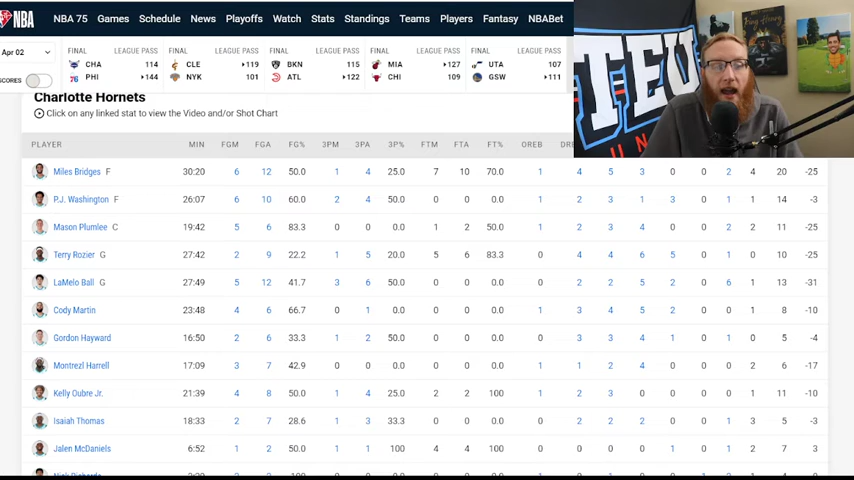 NBA NBA 75 Games Schedule News Playoffs Watch Stats Standings Teams Players Fantasy NBABet
FINAL LEAGUE PASS FINAL LEAGUE PASS FINAL LEAGUE PASS FINAL LEAGUE PASS FINAL LEAGUE PASS
Apr 02
CHA 114 CLE 119 BKN 115 MIA 127 UTA 107
SCORES PHI 144 NYK 101 ATL 122 CHI 109 GSW 111
TEU
UN
Charlotte Hornets
Click on any linked stat to view the Video and/or Shot Chart
PLAYER MIN FGM FGA FG% 3PM 3PA 3P% FTM FTA FT% OREB
Miles Bridges F 30:20 6 12 50.0 1 4 25.0 7 10 70.0 1 4 5 3 0 0 2 4 20 -25
P.J. Washington F 26:07 6 10 60.0 2 4 50.0 0 0 0.0 1 2 3 1 3 0 1 1 14 -3
Mason Plumlee C 19:42 5 6 83.3 0 0 0.0 1 2 50.0 1 2 3 4 0 0 2 2 11 -25
Terry Rozier G 27:42 2 9 22.2 1 5 20.0 5 6 83.3 0 4 4 6 5 0 1 0 10 -25
LaMelo Ball G 27:49 5 12 41.7 3 6 50.0 0 0 0.0 0 2 2 5 2 0 6 1 13 -31
Cody Martin 23:48 4 6 66.7 0 1 0.0 0 0 0.0 1 3 4 5 2 0 0 1 8 -10
Gordon Hayward 16:50 2 6 33.3 1 2 50.0 0 0 0.0 0 3 3 4 1 0 1 0 5 -4
Montrezl Harrell 17:09 3 7 42.9 0 0 0.0 0 0 0.0 1 1 2 4 0 0 0 2 6 -17
Kelly Oubre Jr. 21:39 4 8 50.0 1 4 25.0 2 2 100 1 2 3 0 0 0 0 1 11 -10
Isaiah Thomas 18:33 2 7 28.6 1 3 33.3 0 0 0.0 0 2 2 2 0 0 1 3 5 -3
Jalen McDaniels 6:52 1 2 50.0 1 1 100 4 4 100 0 0 0 0 1 0 1 2 7 3